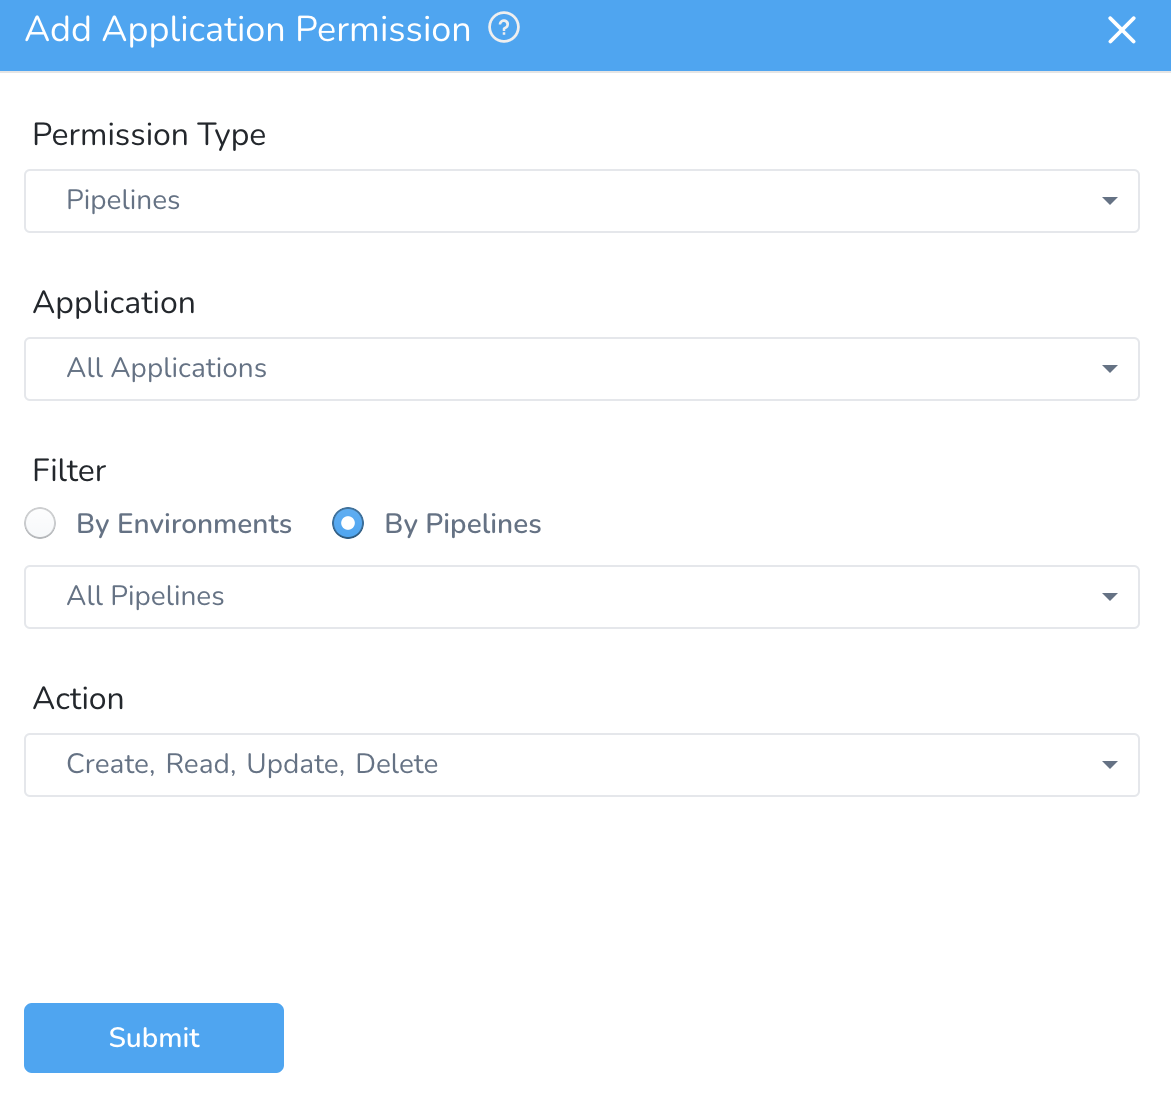 Add Application Permission ?
Permission Type
Pipelines
Application
All Applications
Filter
By Environments By Pipelines
All Pipelines
Action
Create, Read, Update, Delete
Submit